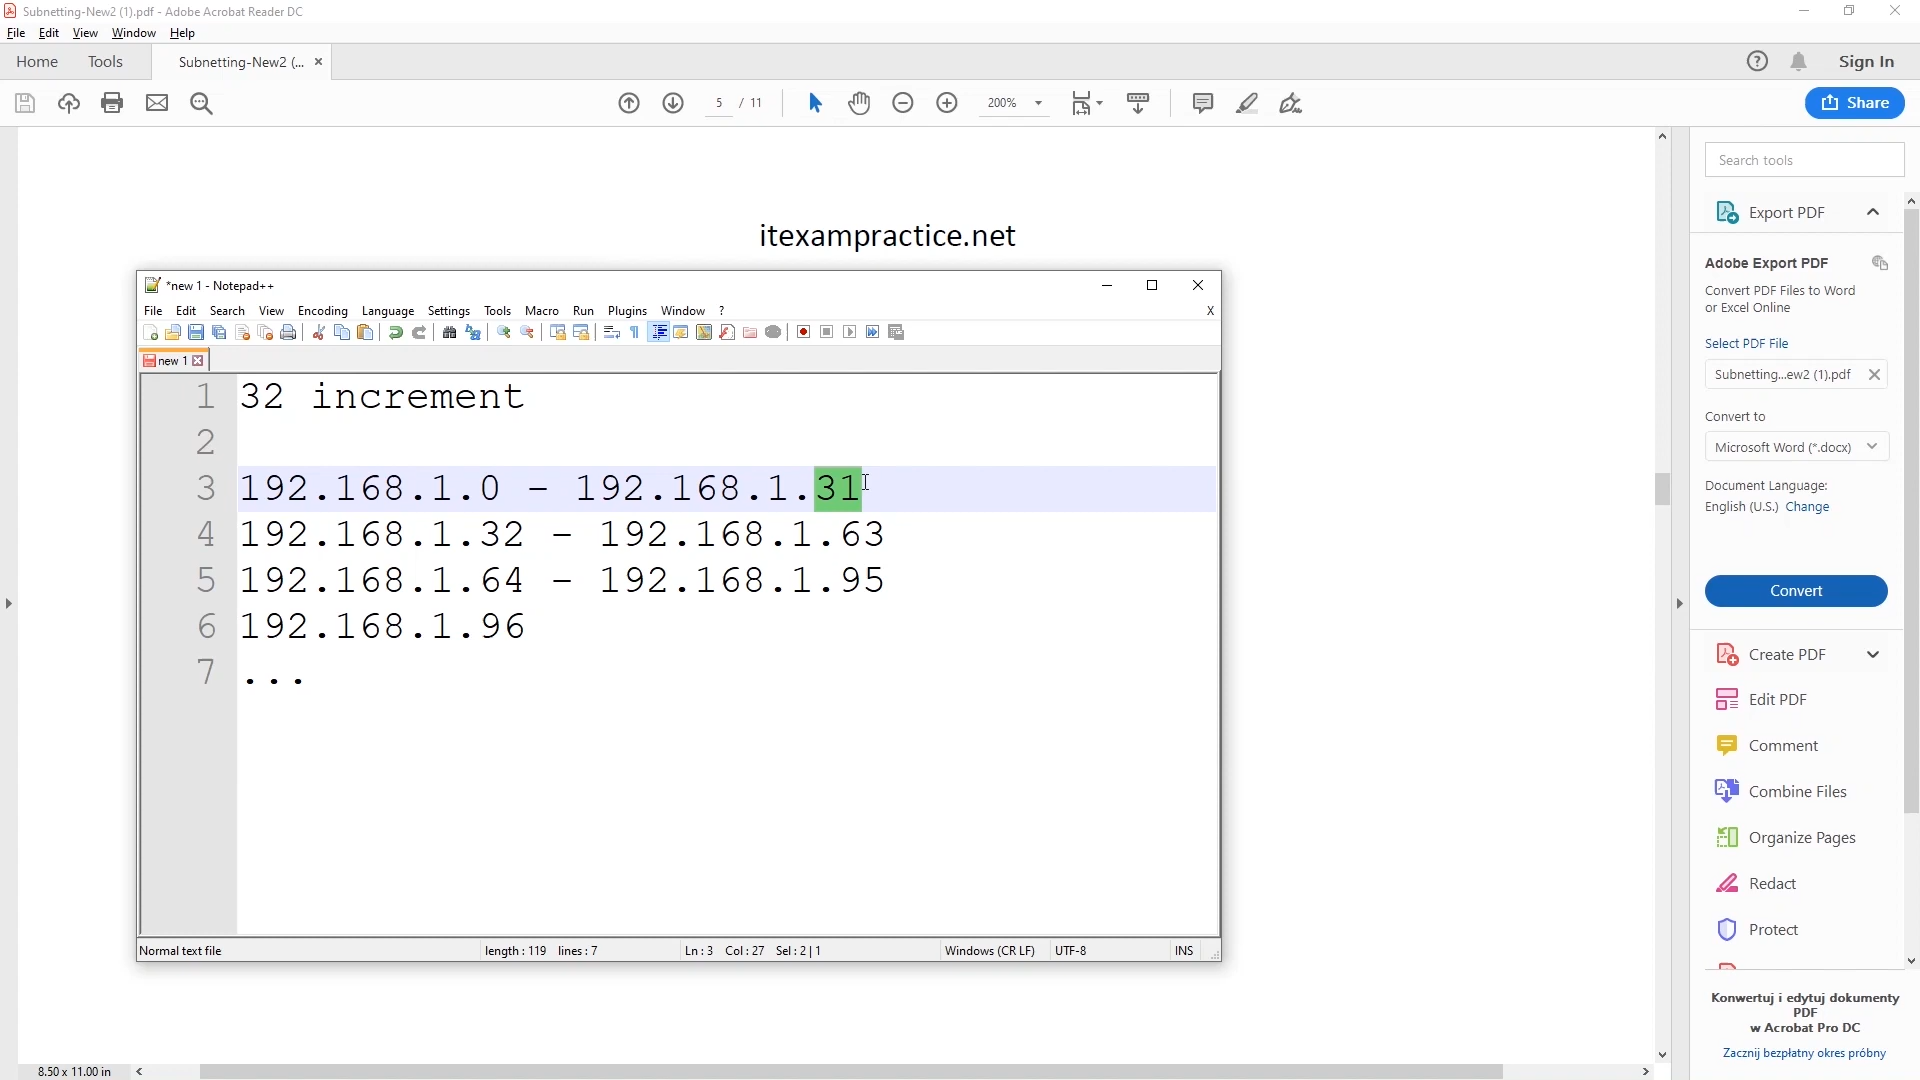 Subnetting-New2 (1).pdf - Adobe Acrobat Reader DC
File Edit View Window Help
Home Tools Subnetting-New2 (... × Sign In
5 / 11 200% Share
Search tools
Export PDF
Adobe Export PDF
Convert PDF Files to Word
or Excel Online
Select PDF File
Subnetting...ew2 (1).pdf
Convert to
Microsoft Word (*.docx)
Document Language:
English (U.S.) Change
Convert
Create PDF
Edit PDF
Comment
Combine Files
Organize Pages
Redact
Protect
Konwertuj i edytuj dokumenty
PDF
w Acrobat Pro DC
Zacznij bezpłatny okres próbny
itexampractice.net
*new 1 - Notepad++
File Edit Search View Encoding Language Settings Tools Macro Run Plugins Window ? X
new 1
1 32 increment
2
3 192.168.1.0 - 192.168.1.31
4 192.168.1.32 - 192.168.1.63
5 192.168.1.64 - 192.168.1.95
6 192.168.1.96
7 ...
Normal text file length : 119 lines : 7 Ln : 3 Col : 27 Sel : 2 | 1 Windows (CR LF) UTF-8 INS
8.50 x 11.00 in